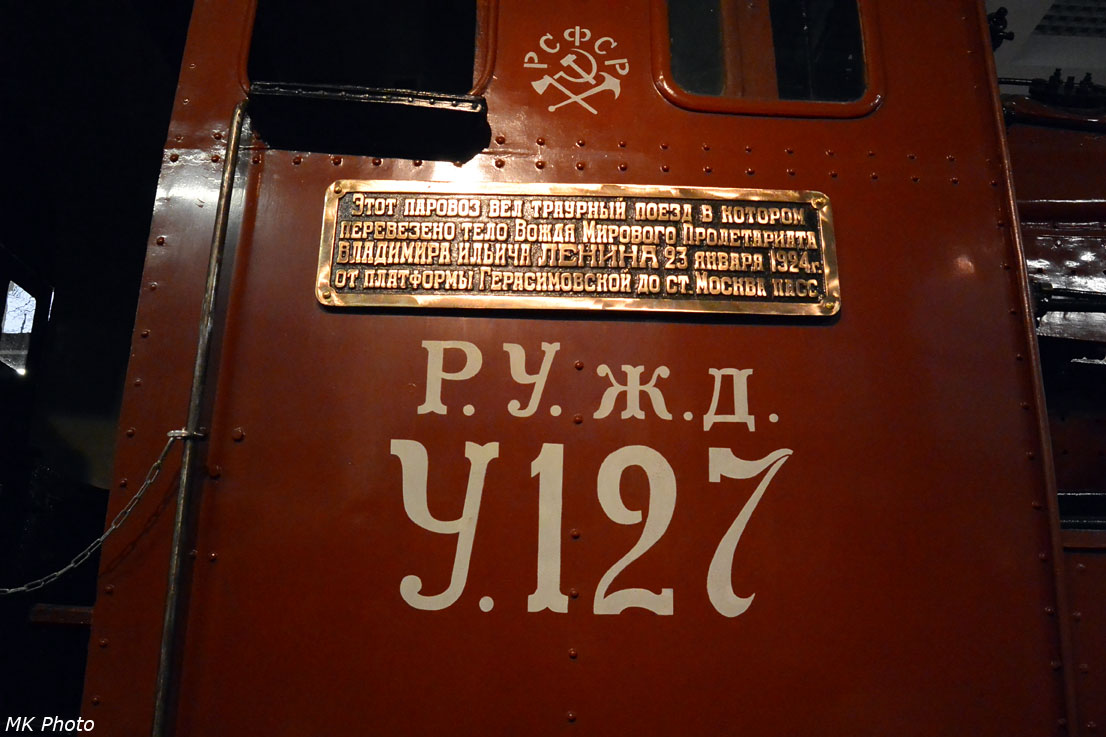 РСФСР
Этот паровоз вел траурный поезд в котором
перевезено тело Вождя Мирового Пролетариата
Владимира Ильича ЛЕНИНА 23 января 1924г.
от платформы Герасимовской до ст. Москва пасс
Р.У.Ж.Д.
У.127
MK Photo